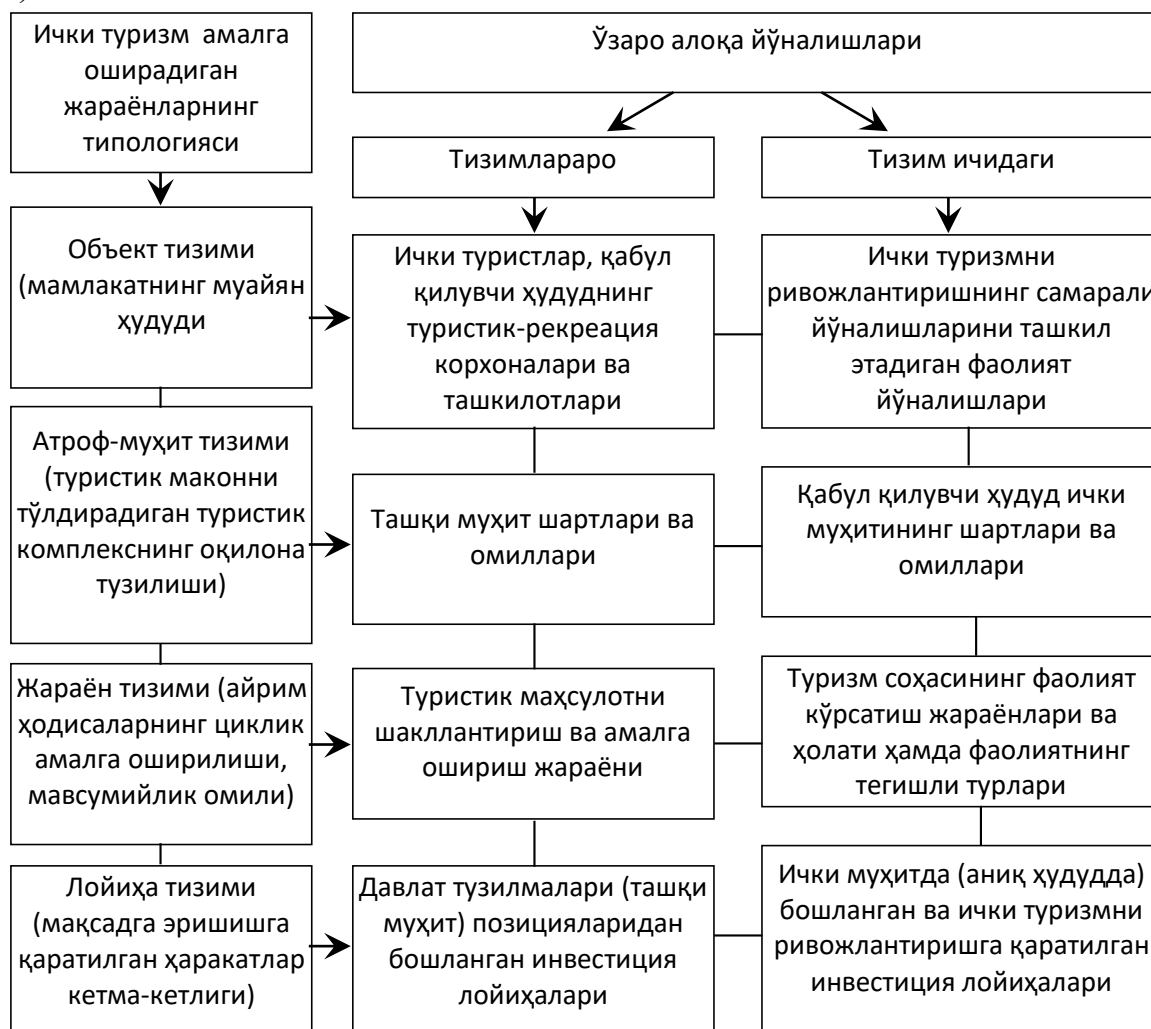 Ички туризм амалга
оширадиган
жараёнларнинг
типологияси
Ўзаро алоқа йўналишлари
Тизимлараро
Тизим ичидаги
Объект тизими
(мамлакатнинг муайян
ҳудуди
Ички туристлар, қабул
қилувчи ҳудуднинг
туристик-рекреация
корхоналари ва
ташкилотлари
Ички туризмни
ривожлантиришнинг самарали
йўналишларини ташкил
этадиган фаолият
йўналишлари
Атроф-муҳит тизими
(туристик маконни
тўлдирадиган туристик
комплекснинг оқилона
тузилиши)
Ташқи муҳит шартлари ва
омиллари
Қабул қилувчи ҳудуд ички
муҳитининг шартлари ва
омиллари
Жараён тизими (айрим
ҳодисаларнинг циклик
амалга оширилиши,
мавсумийлик омили)
Туристик маҳсулотни
шакллантириш ва амалга
ошириш жараёни
Туризм соҳасининг фаолият
кўрсатиш жараёнлари ва
ҳолати ҳамда фаолиятнинг
тегишли турлари
Лойиҳа тизими
(мақсадга эришишга
қаратилган ҳаракатлар
кетма-кетлиги)
Давлат тузилмалари (ташқи
муҳит) позицияларидан
бошланган инвестиция
лойиҳалари
Ички муҳитда (аниқ ҳудудда)
бошланган ва ички туризмни
ривожлантиришга қаратилган
инвестиция лойиҳалари